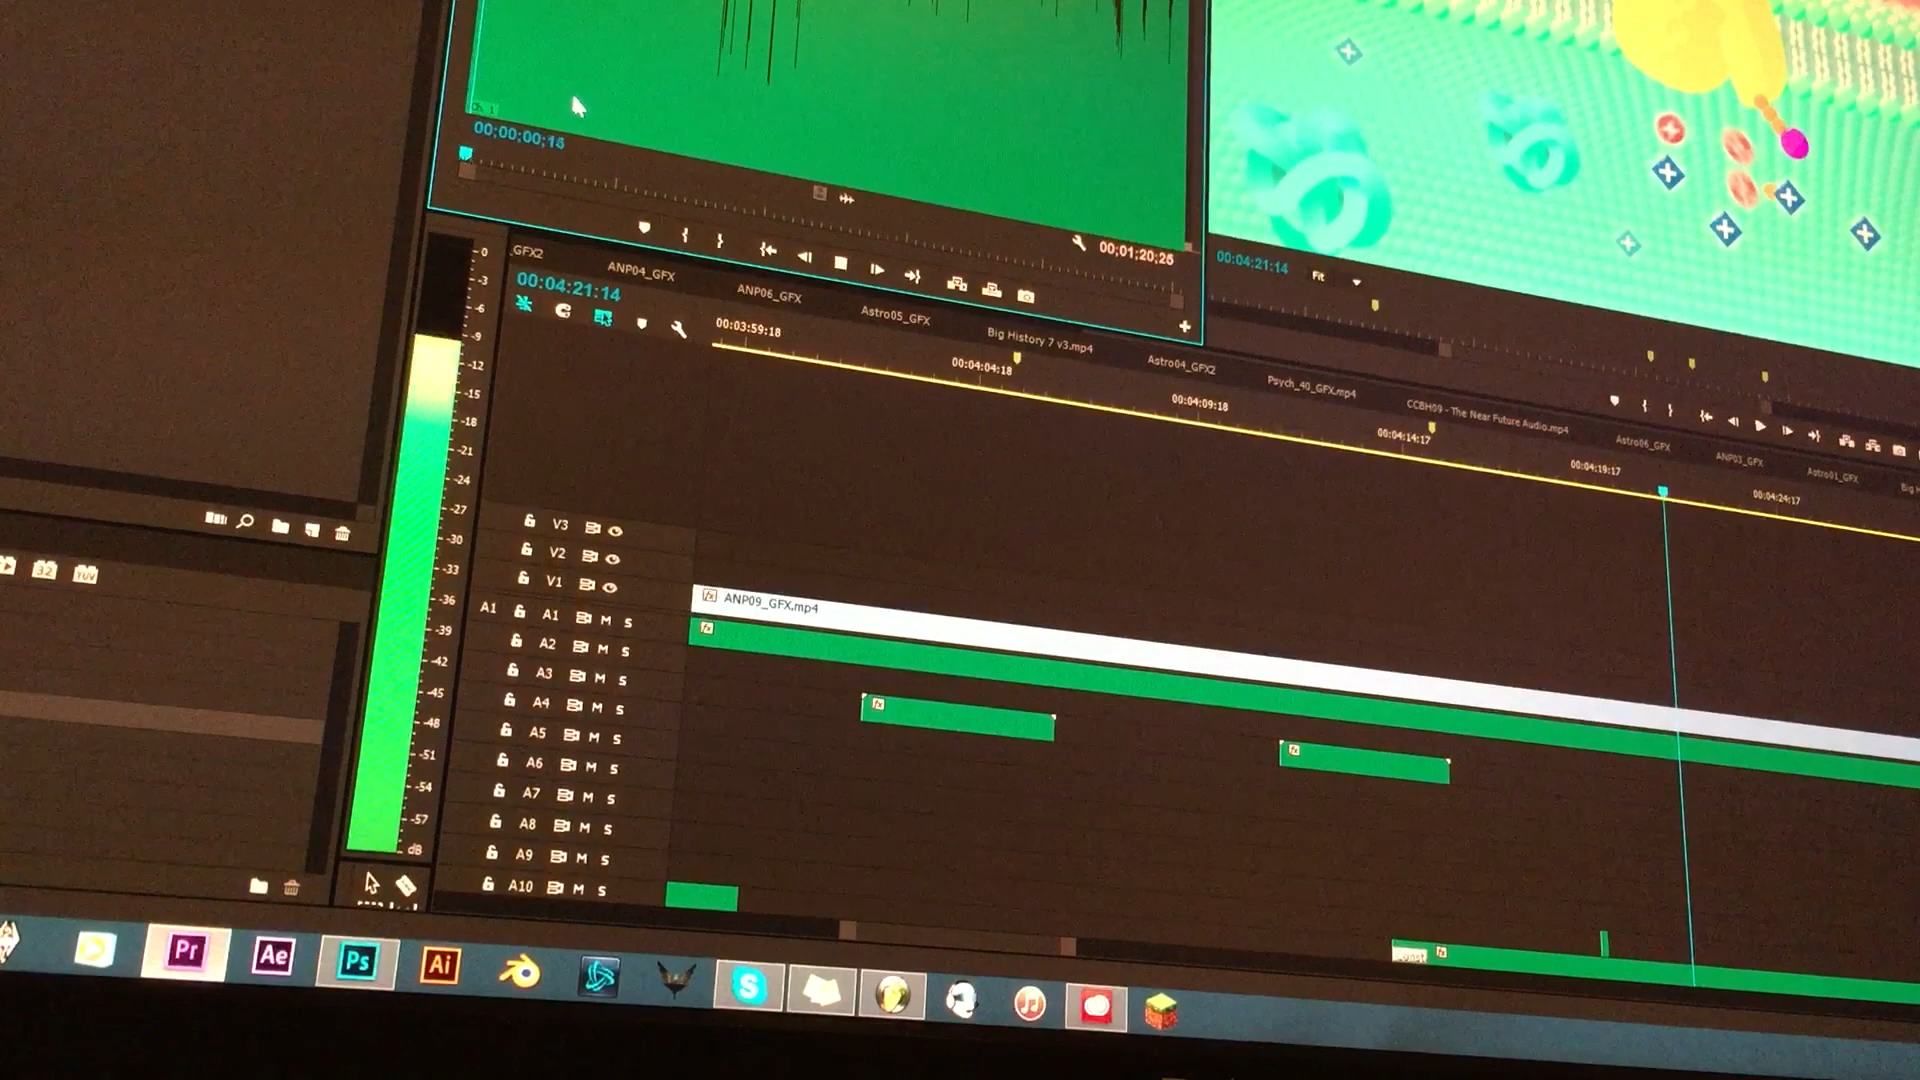 00;00;00;16
00;01;20;25
00:04:21:14
Fit
_GFX2
ANP04_GFX
ANP06_GFX
Astro05_GFX
Big History 7 v3.mp4
Astro04_GFX2
Psych_40_GFX.mp4
CCBH09 - The Near Future Audio.mp4
Astro06_GFX
ANP03_GFX
Astro01_GFX
Big H
00:04:21:14
00:03:59:18
00:04:04:18
00:04:09:18
00:04:14:17
00:04:19:17
00:04:24:17
0
-3
-6
-9
-12
-15
-18
-21
-24
-27
-30
-33
-36
-39
-42
-45
-48
-51
-54
-57
dB
V3
V2
V1
ANP09_GFX.mp4
A1 A1 M S
A2 M S
A3 M S
A4 M S
A5 M S
A6 M S
A7 M S
A8 M S
A9 M S
A10 M S
32
YUV
Pr
Ae
Ps
Ai
S